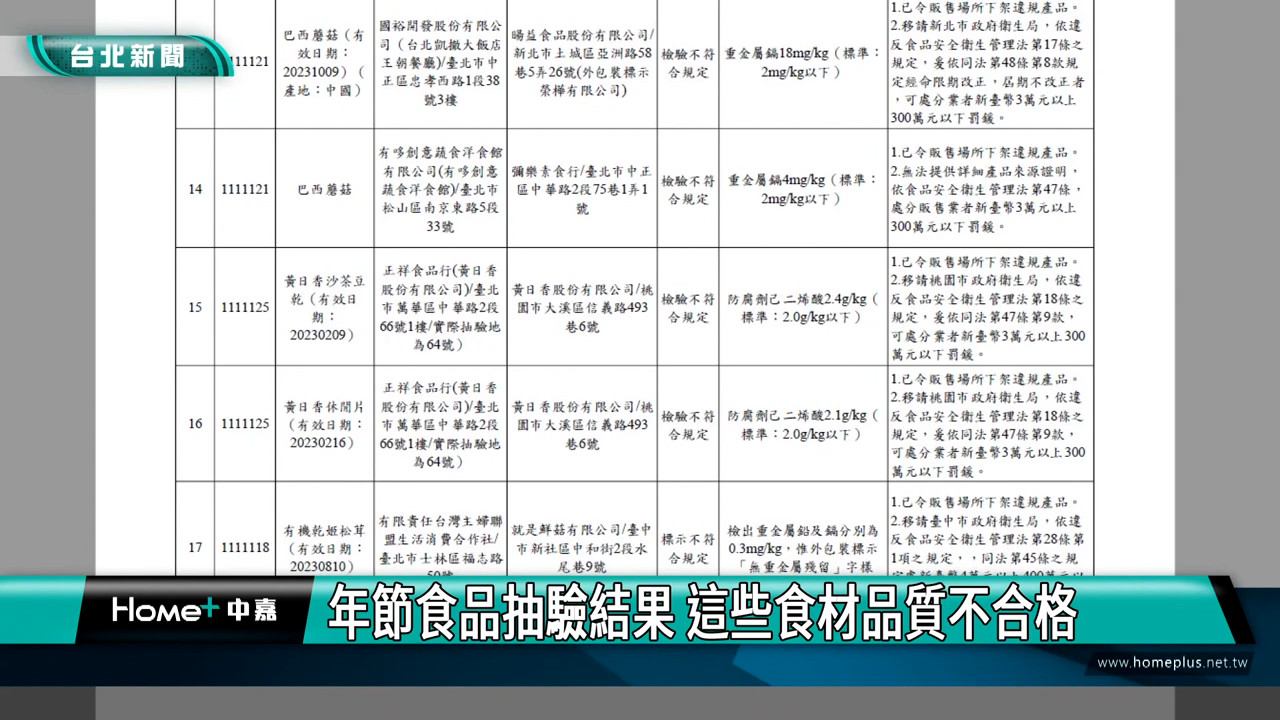 台北新聞
1111121
巴西蘑菇（有
效日期：
20231009）（
產地：中國）
國裕開發股份有限公
司（台北凱撒大飯店
王朝餐廳)/臺北市中
正區忠孝西路1段38
號3樓
暘益食品股份有限公司/
新北市土城區亞洲路58
巷5弄26號(外包裝標示
榮樺有限公司)
檢驗不符
合規定
重金屬鎘18mg/kg（標準：
2mg/kg以下）
1.已令販售場所下架違規產品。
2.移請新北市政府衛生局，依違
反食品安全衛生管理法第17條之
規定，爰依同法第48條第8款規
定經命限期改正，屆期不改正者
，可處分業者新臺幣3萬元以上
300萬元以下罰鍰。
14
1111121
巴西蘑菇
有哆創意蔬食洋食館
有限公司(有哆創意
蔬食洋食館)/臺北市
松山區南京東路5段
33號
彌樂素食行/臺北市中正
區中華路2段75巷1弄1
號
檢驗不符
合規定
重金屬鎘4mg/kg（標準：
2mg/kg以下）
1.已令販售場所下架違規產品。
2.無法提供詳細產品來源證明，
依食品安全衛生管理法第47條，
處分販售業者新臺幣3萬元以上
300萬元以下罰鍰。
15
1111125
黃日香沙茶豆
乾（有效日
期：
20230209）
正祥食品行(黃日香
股份有限公司)/臺北
市萬華區中華路2段
66號1樓/實際抽驗地
為64號）
黃日香股份有限公司/桃
園市大溪區信義路493
巷6號
檢驗不符
合規定
防腐劑己二烯酸2.4g/kg（
標準：2.0g/kg以下）
1.已令販售場所下架違規產品。
2.移請桃園市政府衛生局，依違
反食品安全衛生管理法第18條之
規定，爰依同法第47條第9款，
可處分業者新臺幣3萬元以上300
萬元以下罰鍰。
16
1111125
黃日香休閒片
（有效日期：
20230216）
正祥食品行(黃日香
股份有限公司)/臺北
市萬華區中華路2段
66號1樓/實際抽驗地
為64號）
黃日香股份有限公司/桃
園市大溪區信義路493
巷6號
檢驗不符
合規定
防腐劑己二烯酸2.1g/kg（
標準：2.0g/kg以下）
1.已令販售場所下架違規產品。
2.移請桃園市政府衛生局，依違
反食品安全衛生管理法第18條之
規定，爰依同法第47條第9款，
可處分業者新臺幣3萬元以上300
萬元以下罰鍰。
17
1111118
有機乾姬松茸
（有效日期：
20230810）
有限責任台灣主婦聯
盟生活消費合作社/
臺北市士林區福志路
就是鮮菇有限公司/臺中
市新社區中和街2段水
尾巷9號
標示不符
合規定
檢出重金屬鉛及鎘分別為
0.3mg/kg，惟外包裝標示
「無重金屬殘留」字樣
1.已令販售場所下架違規產品。
2.移請臺中市政府衛生局，依違
反食品安全衛生管理法第28條第
1項之規定，，同法第45條之規
Home+中嘉
年節食品抽驗結果 這些食材品質不合格
www.homeplus.net.tw